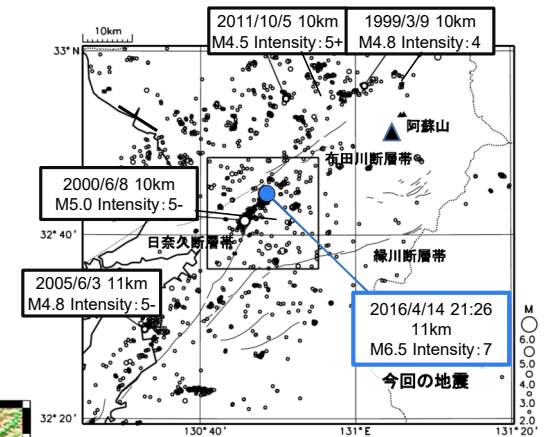 10km
2011/10/5 10km
M4.5 Intensity:5+
1999/3/9 10km
M4.8 Intensity:4
33°N
阿蘇山
布田川断層帯
2000/6/8 10km
M5.0 Intensity:5-
32°40'
日奈久断層帯
緑川断層帯
2005/6/3 11km
M4.8 Intensity:5-
2016/4/14 21:26
11km
M6.5 Intensity:7
今回の地震
M
6.0
5.0
4.0
3.0
2.0
32°20'
130°40'
131°E
131°20'